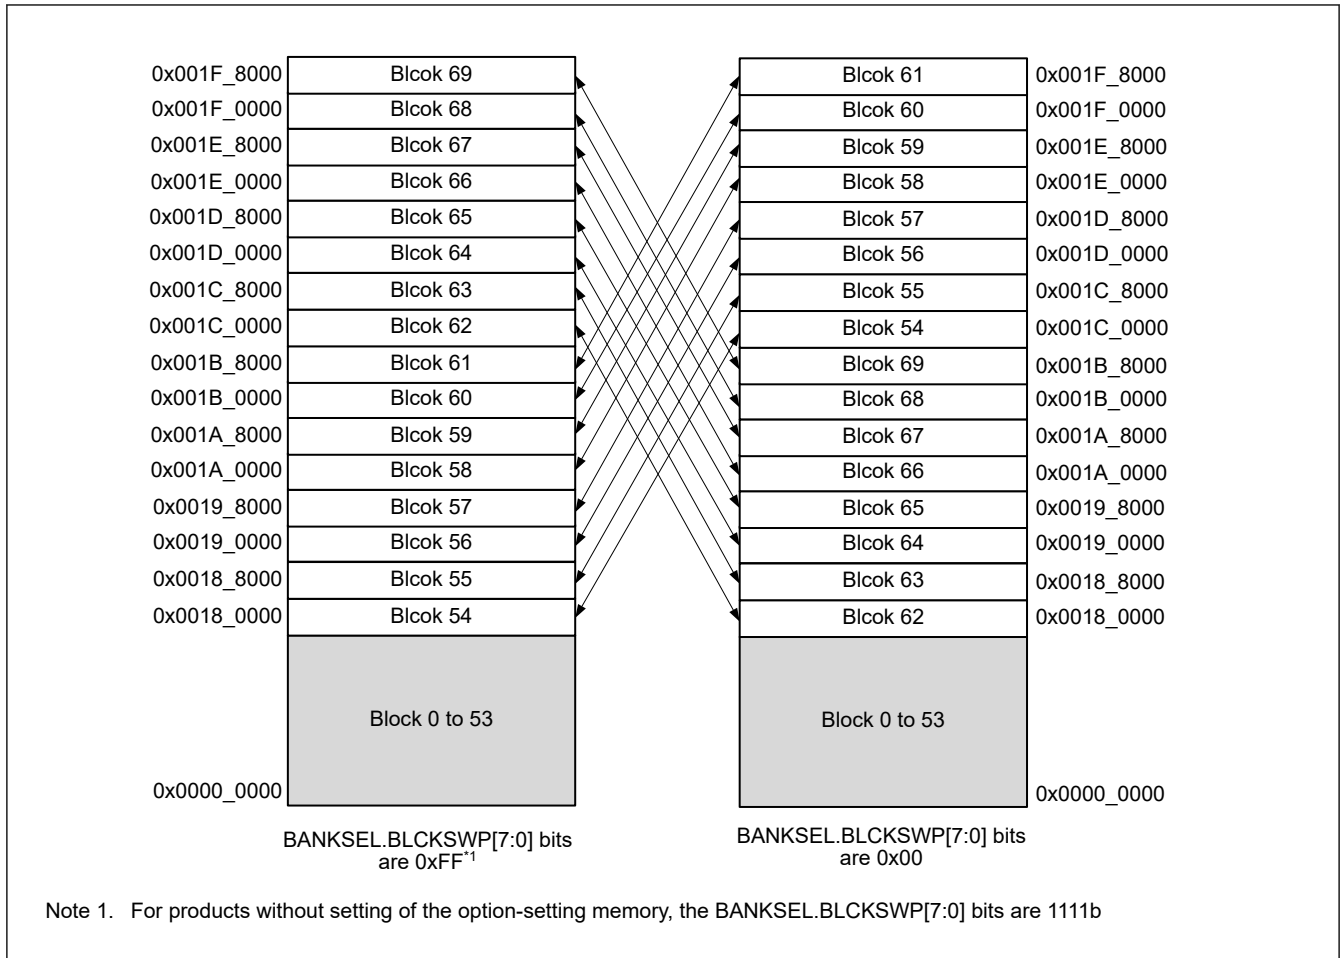 0x001F_8000 Blcok 69 Blcok 61 0x001F_8000
0x001F_0000 Blcok 68 Blcok 60 0x001F_0000
0x001E_8000 Blcok 67 Blcok 59 0x001E_8000
0x001E_0000 Blcok 66 Blcok 58 0x001E_0000
0x001D_8000 Blcok 65 Blcok 57 0x001D_8000
0x001D_0000 Blcok 64 Blcok 56 0x001D_0000
0x001C_8000 Blcok 63 Blcok 55 0x001C_8000
0x001C_0000 Blcok 62 Blcok 54 0x001C_0000
0x001B_8000 Blcok 61 Blcok 69 0x001B_8000
0x001B_0000 Blcok 60 Blcok 68 0x001B_0000
0x001A_8000 Blcok 59 Blcok 67 0x001A_8000
0x001A_0000 Blcok 58 Blcok 66 0x001A_0000
0x0019_8000 Blcok 57 Blcok 65 0x0019_8000
0x0019_0000 Blcok 56 Blcok 64 0x0019_0000
0x0018_8000 Blcok 55 Blcok 63 0x0018_8000
0x0018_0000 Blcok 54 Blcok 62 0x0018_0000
Block 0 to 53 Block 0 to 53
0x0000_0000 0x0000_0000
BANKSEL.BLCKSWP[7:0] bits
are 0xFF*1
BANKSEL.BLCKSWP[7:0] bits
are 0x00
Note 1. For products without setting of the option-setting memory, the BANKSEL.BLCKSWP[7:0] bits are 1111b